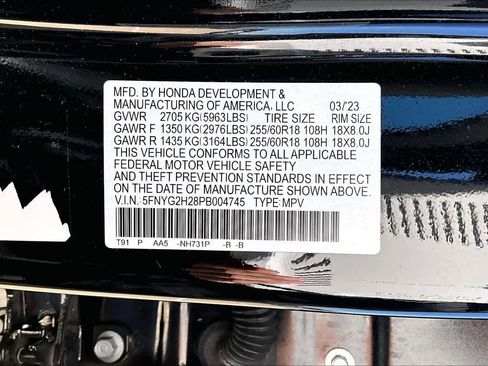 MFD. BY HONDA DEVELOPMENT &
MANUFACTURING OF AMERICA, LLC 03/'23
GVWR 2705 KG(5963LBS) TIRE SIZE RIM SIZE
GAWR F 1350 KG(2976LBS) 255/60R18 108H 18X8.0J
GAWR R 1435 KG(3164LBS) 255/60R18 108H 18X8.0J
THIS VEHICLE CONFORMS TO ALL APPLICABLE
FEDERAL MOTOR VEHICLE SAFETY
AND THEFT PREVENTION STANDARDS IN EFFECT
ON THE DATE OF MANUFACTURE SHOWN ABOVE.
V.I.N. 5FNYG2H28PB004745 TYPE: MPV
T91 P AA5 -NH731P -B -B